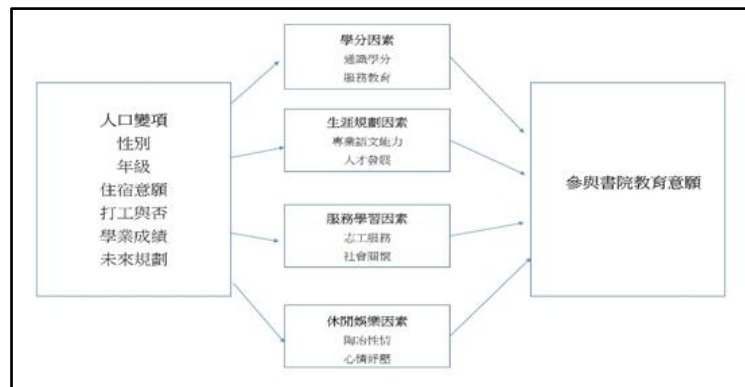 人口變項
性別
年級
住宿意願
打工與否
學業成績
未來規劃
學分因素
通識學分
服務教育
生涯規劃因素
專業語文能力
人才發展
服務學習因素
志工服務
社會關懷
休閒娛樂因素
陶冶性情
心情紓壓
參與書院教育意願